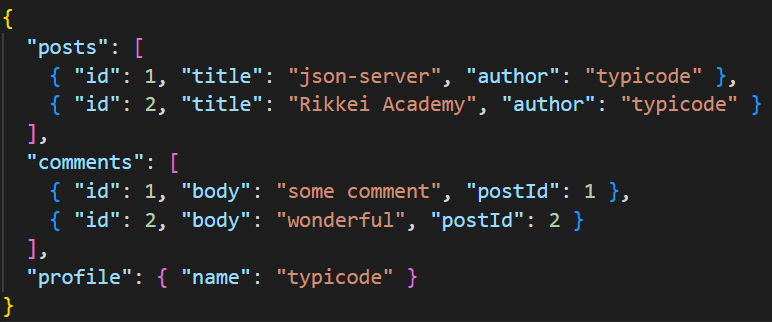 {
  "posts": [
    { "id": 1, "title": "json-server", "author": "typicode" },
    { "id": 2, "title": "Rikkei Academy", "author": "typicode" }
  ],
  "comments": [
    { "id": 1, "body": "some comment", "postId": 1 },
    { "id": 2, "body": "wonderful", "postId": 2 }
  ],
  "profile": { "name": "typicode" }
}